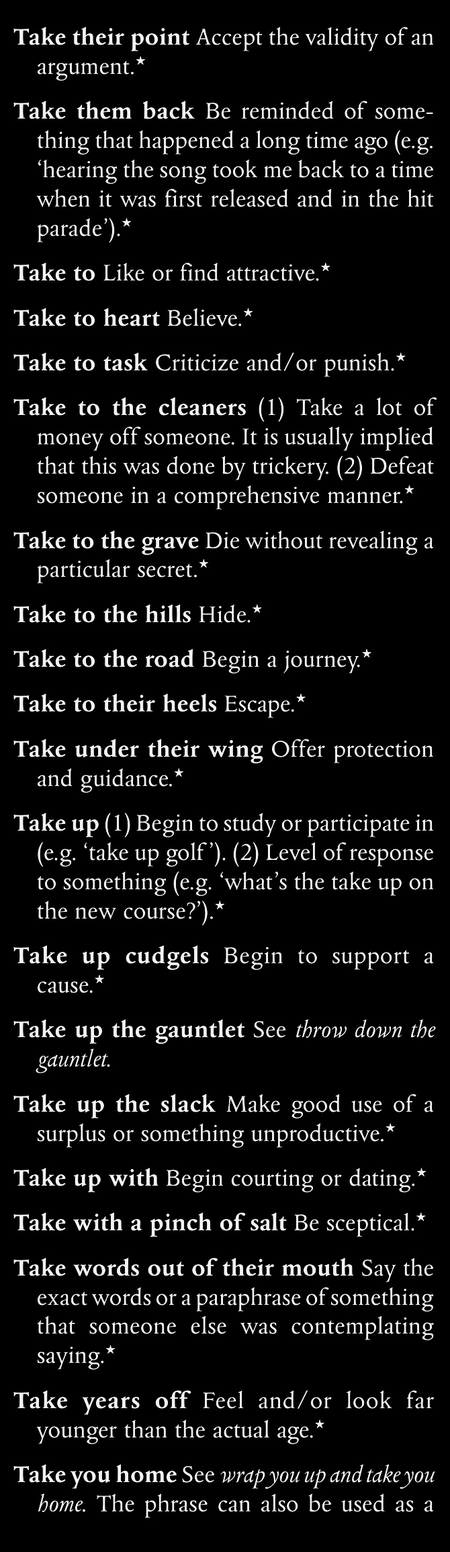 Take their point Accept the validity of an
argument.★
Take them back Be reminded of some-
thing that happened a long time ago (e.g.
‘hearing the song took me back to a time
when it was first released and in the hit
parade’).★
Take to Like or find attractive.★
Take to heart Believe.★
Take to task Criticize and/or punish.★
Take to the cleaners (1) Take a lot of
money off someone. It is usually implied
that this was done by trickery. (2) Defeat
someone in a comprehensive manner.★
Take to the grave Die without revealing a
particular secret.★
Take to the hills Hide.★
Take to the road Begin a journey.★
Take to their heels Escape.★
Take under their wing Offer protection
and guidance.★
Take up (1) Begin to study or participate in
(e.g. ‘take up golf’). (2) Level of response
to something (e.g. ‘what’s the take up on
the new course?’).★
Take up cudgels Begin to support a
cause.★
Take up the gauntlet See throw down the
gauntlet.
Take up the slack Make good use of a
surplus or something unproductive.★
Take up with Begin courting or dating.★
Take with a pinch of salt Be sceptical.★
Take words out of their mouth Say the
exact words or a paraphrase of something
that someone else was contemplating
saying.★
Take years off Feel and/or look far
younger than the actual age.★
Take you home See wrap you up and take you
home. The phrase can also be used as a